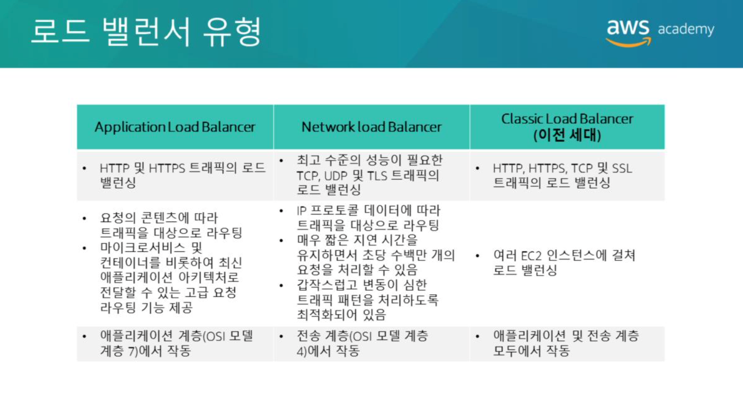 로드 밸런서 유형
aws academy
Application Load Balancer
Network load Balancer
Classic Load Balancer
(이전 세대)
• HTTP 및 HTTPS 트래픽의 로드
밸런싱
• 최고 수준의 성능이 필요한
TCP, UDP 및 TLS 트래픽의
로드 밸런싱
• HTTP, HTTPS, TCP 및 SSL
트래픽의 로드 밸런싱
• 요청의 콘텐츠에 따라
트래픽을 대상으로 라우팅
• 마이크로서비스 및
컨테이너를 비롯하여 최신
애플리케이션 아키텍처로
전달할 수 있는 고급 요청
라우팅 기능 제공
• IP 프로토콜 데이터에 따라
트래픽을 대상으로 라우팅
• 매우 짧은 지연 시간을
유지하면서 초당 수백만 개의
요청을 처리할 수 있음
• 갑작스럽고 변동이 심한
트래픽 패턴을 처리하도록
최적화되어 있음
• 여러 EC2 인스턴스에 걸쳐
로드 밸런싱
• 애플리케이션 계층(OSI 모델
계층 7)에서 작동
• 전송 계층(OSI 모델 계층
4)에서 작동
• 애플리케이션 및 전송 계층
모두에서 작동